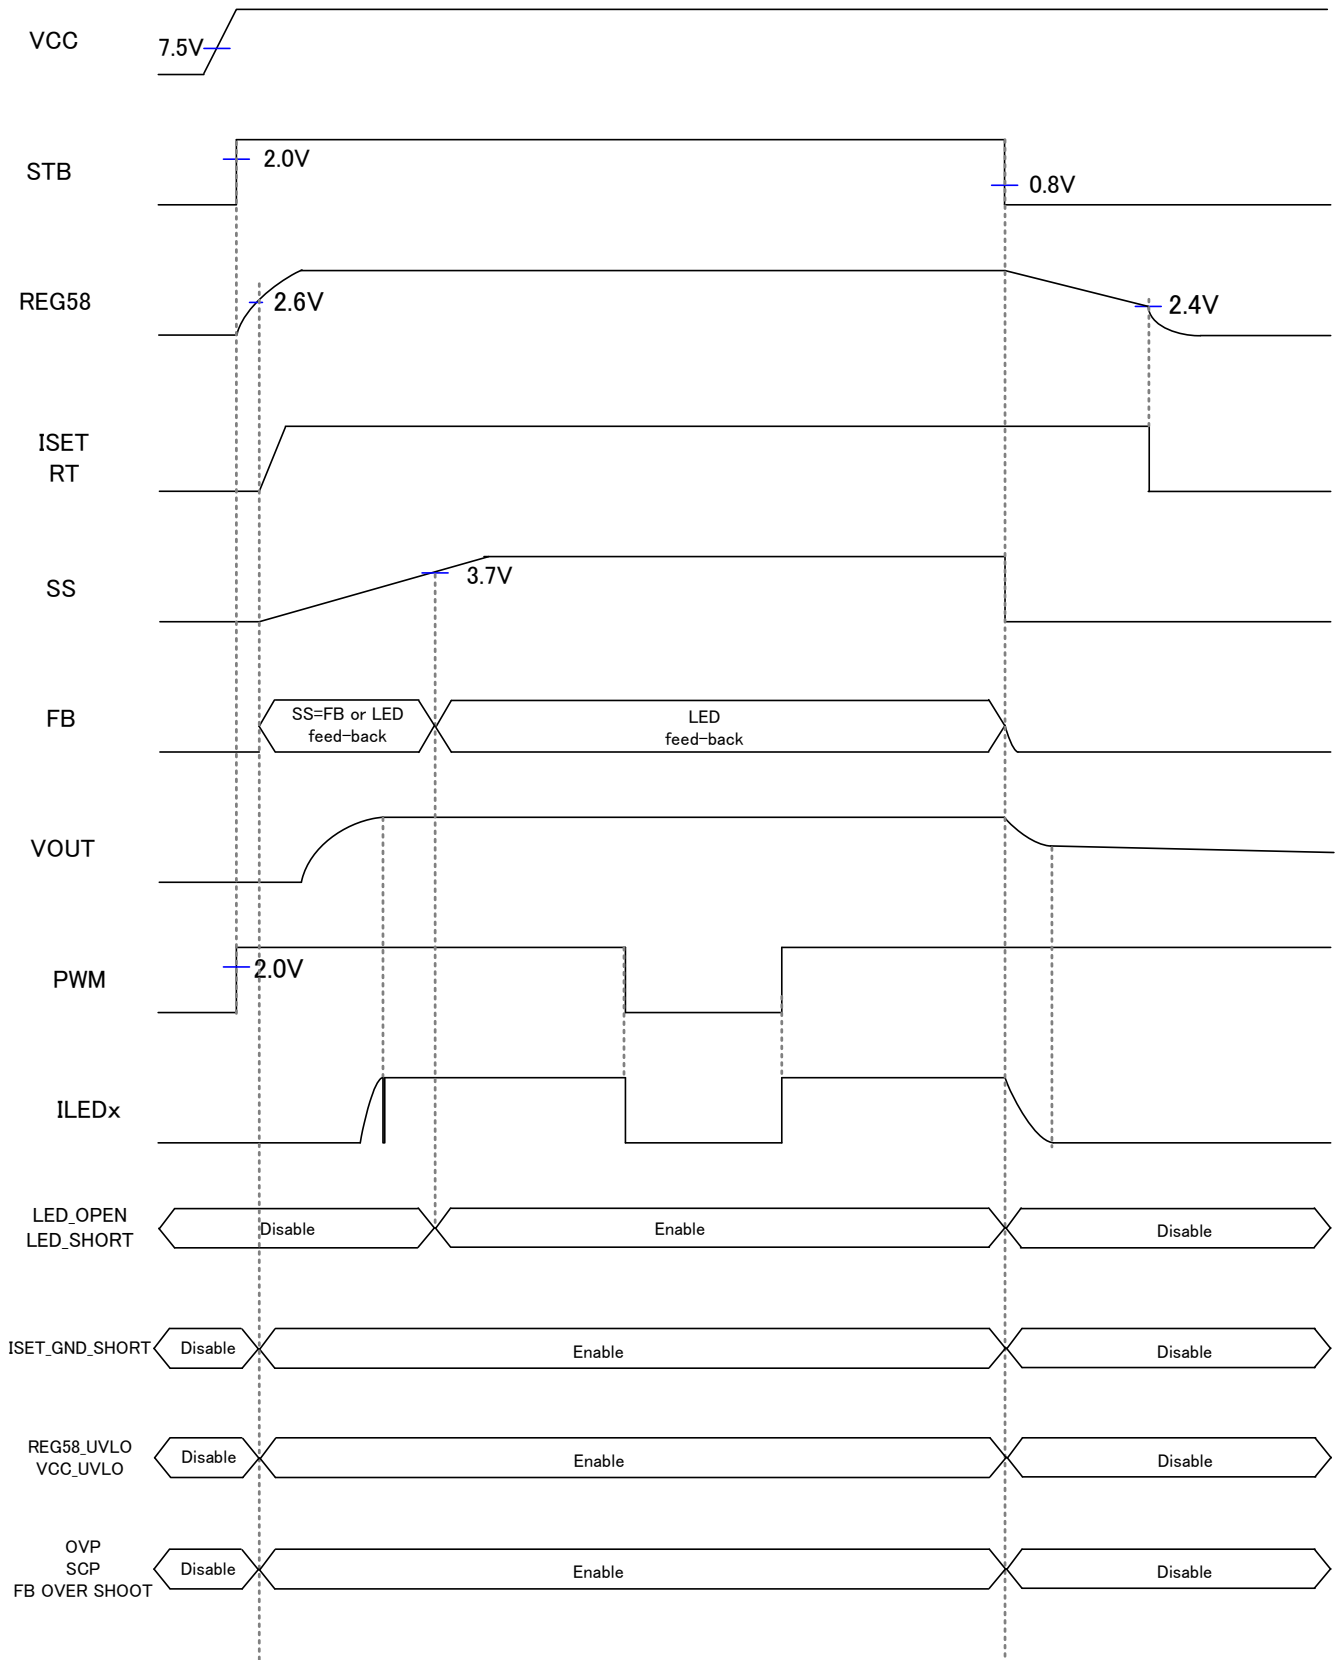 VCC
7.5V
STB
2.0V
0.8V
REG58
2.6V
2.4V
ISET
RT
SS
3.7V
FB
SS=FB or LED
feed-back
LED
feed-back
VOUT
PWM
2.0V
ILEDx
LED_OPEN
LED_SHORT
Disable
Enable
Disable
ISET_GND_SHORT
Disable
Enable
Disable
REG58_UVLO
VCC_UVLO
Disable
Enable
Disable
OVP
SCP
FB OVER SHOOT
Disable
Enable
Disable